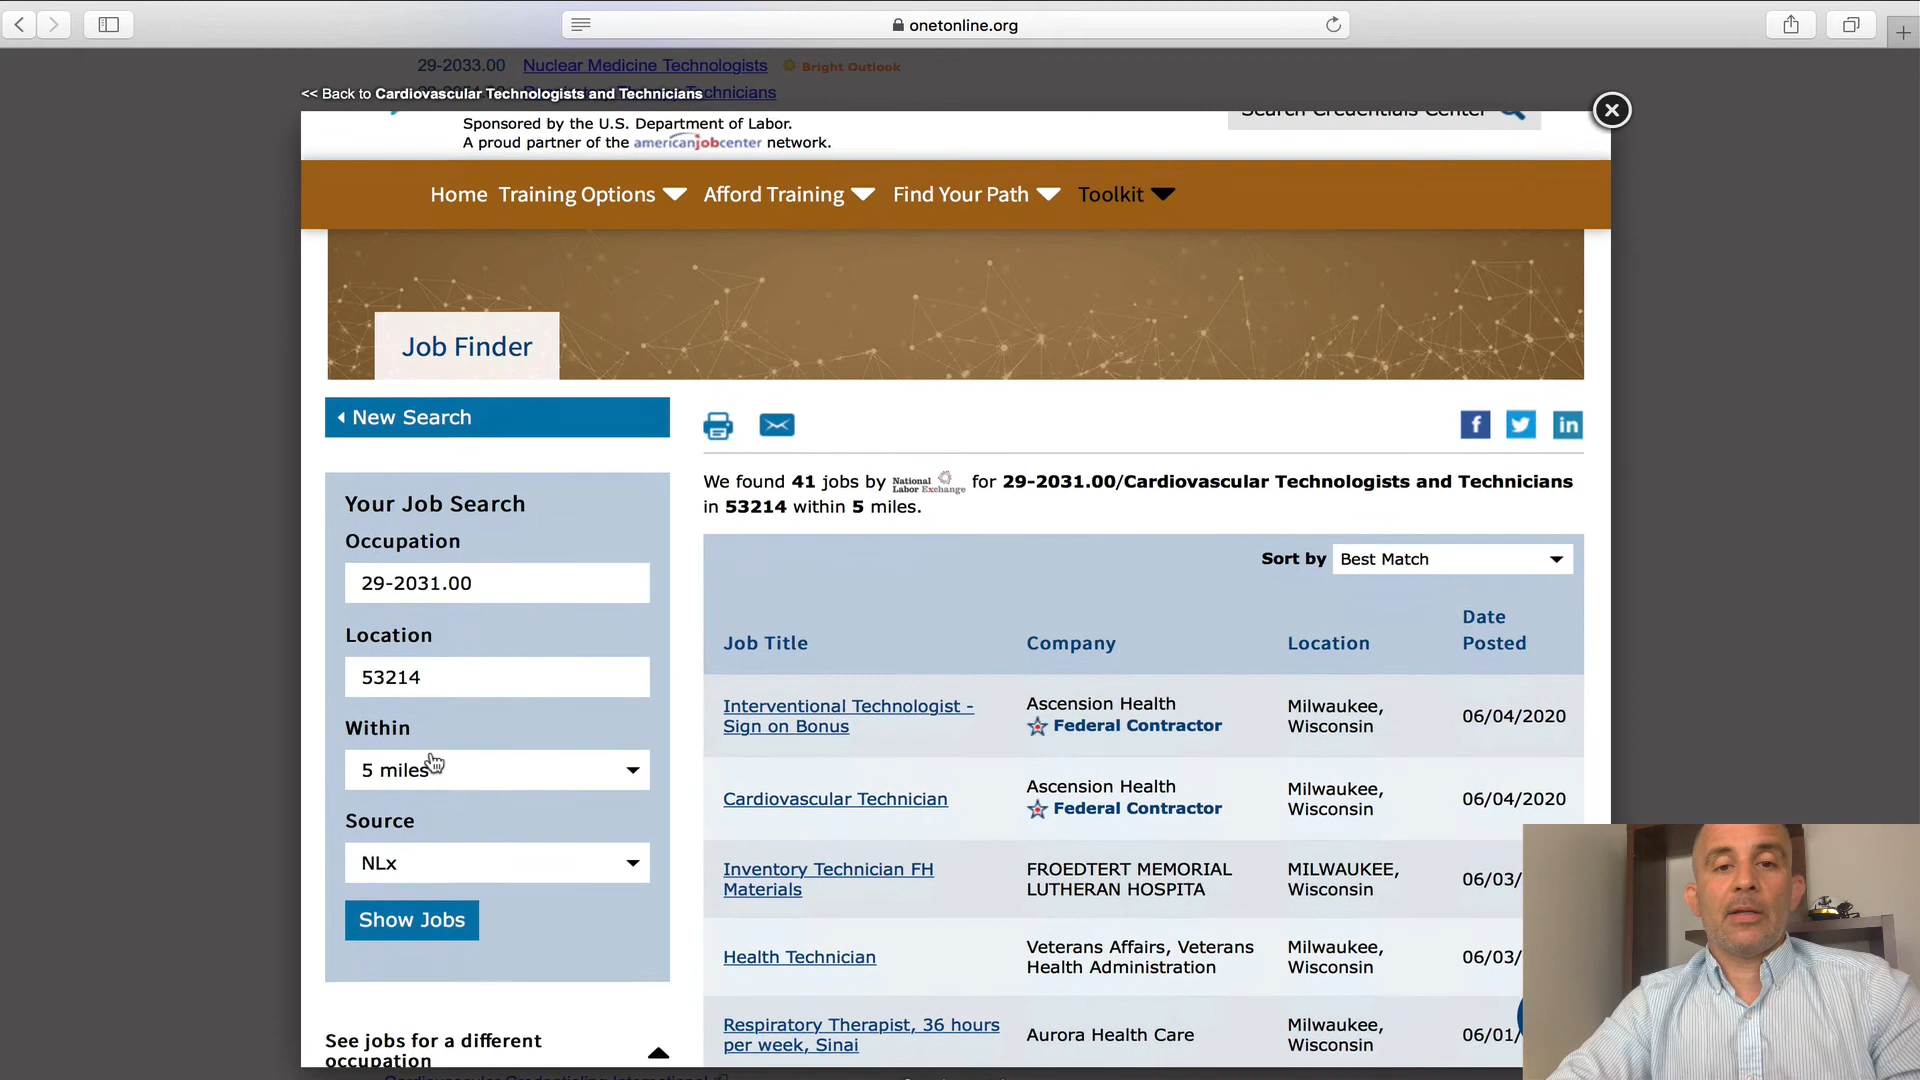 onetonline.org
29-2033.00 Nuclear Medicine Technologists Bright Outlook
<< Back to Cardiovascular Technologists and Technicians
Technicians
Search Credentials Center
Sponsored by the U.S. Department of Labor.
A proud partner of the americanjobcenter network.
Home Training Options Afford Training Find Your Path Toolkit
Job Finder
New Search
We found 41 jobs by National Labor Exchange for 29-2031.00/Cardiovascular Technologists and Technicians
in 53214 within 5 miles.
Your Job Search
Occupation
29-2031.00
Location
53214
Within
5 miles
Source
NLx
Show Jobs
See jobs for a different
occupation
Sort by Best Match
Date
Job Title Company Location Posted
Interventional Technologist - Ascension Health Milwaukee,
Sign on Bonus Federal Contractor Wisconsin 06/04/2020
Cardiovascular Technician Ascension Health Milwaukee,
Federal Contractor Wisconsin 06/04/2020
Inventory Technician FH FROEDTERT MEMORIAL MILWAUKEE,
Materials LUTHERAN HOSPITA Wisconsin 06/03/
Health Technician Veterans Affairs, Veterans Milwaukee,
Health Administration Wisconsin 06/03/
Respiratory Therapist, 36 hours Aurora Health Care Milwaukee,
per week, Sinai Wisconsin 06/01/